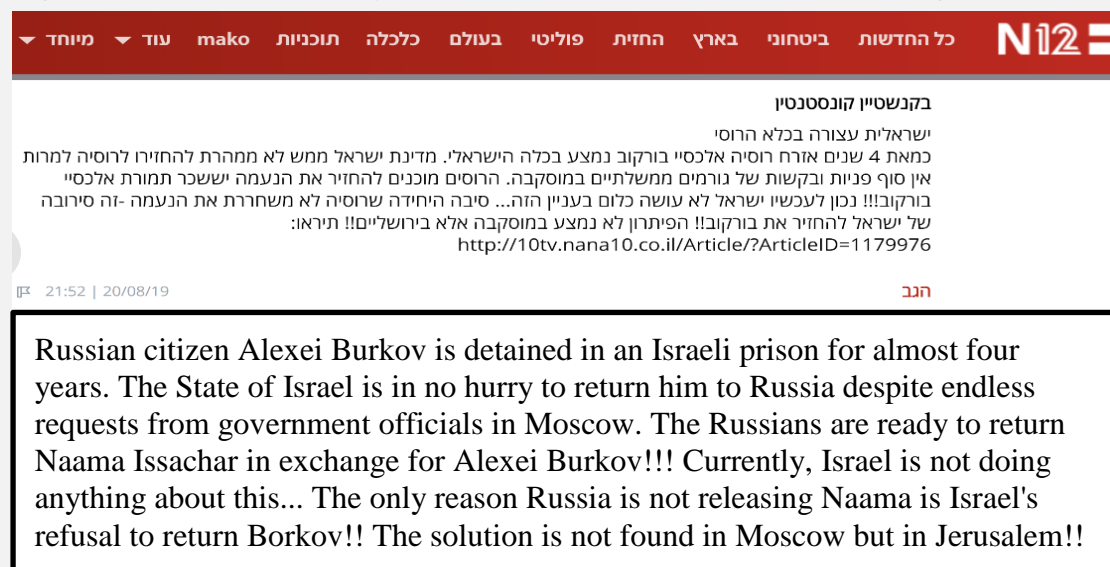 N12 כל החדשות ביטחוני בארץ החזית פוליטי בעולם כלכלה תוכניות mako עוד מיוחד
בקנשטיין קונסטנטין
ישראלית עצורה בכלא הרוסי
כמאת 4 שנים אזרח רוסיה אלכסיי בורקוב נמצע בכלה הישראלי. מדינת ישראל ממש לא ממהרת להחזירו לרוסיה למרות
אין סוף פניות ובקשות של גורמים ממשלתיים במוסקבה. הרוסים מוכנים להחזיר את הנעמה יששכר תמורת אלכסיי
בורקוב!!! נכון לעכשיו ישראל לא עושה כלום בעניין הזה... סיבה היחידה שרוסיה לא משחררת את הנעמה -זה סירובה
של ישראל להחזיר את בורקוב!! הפיתרון לא נמצע במוסקבה אלא בירושליים!! תיראו:
http://10tv.nana10.co.il/Article/?ArticleID=1179976
הגב
21:52 | 20/08/19
Russian citizen Alexei Burkov is detained in an Israeli prison for almost four
years. The State of Israel is in no hurry to return him to Russia despite endless
requests from government officials in Moscow. The Russians are ready to return
Naama Issachar in exchange for Alexei Burkov!!! Currently, Israel is not doing
anything about this... The only reason Russia is not releasing Naama is Israel's
refusal to return Borkov!! The solution is not found in Moscow but in Jerusalem!!